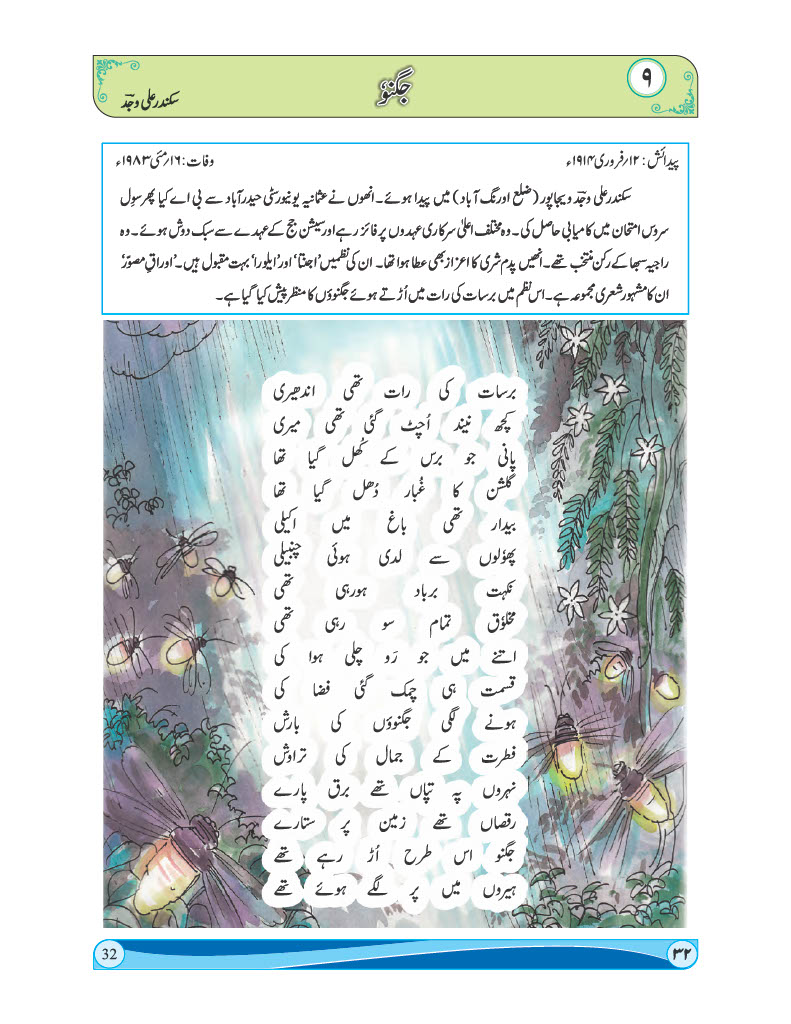 ۹
جگنو
سکندر علی وجدؔ
پیدائش : ۱۲؍ فروری ۱۹۱۴ء
وفات : ۱۶؍ مئی ۱۹۸۳ء
سکندر علی وجدؔ ویجاپور (ضلع اورنگ آباد) میں پیدا ہوئے۔ انھوں نے عثمانیہ یونیورسٹی حیدرآباد سے بی اے کیا پھر سوِل
سروس امتحان میں کامیابی حاصل کی۔ وہ مختلف اعلیٰ سرکاری عہدوں پر فائز رہے اور سیشن جج کے عہدے سے سبک دوش ہوئے۔ وہ
راجیہ سبھا کے رکن منتخب تھے۔ انھیں پدم شری کا اعزاز بھی عطا ہوا تھا۔ ان کی نظمیں ’اجنتا‘ اور ’ایلورا‘ بہت مقبول ہیں۔ ’اوراقِ مصوّر‘
ان کا مشہور شعری مجموعہ ہے۔ اس نظم میں برسات کی رات میں اُڑتے ہوئے جگنوؤں کا منظر پیش کیا گیا ہے۔
برسات کی رات تھی اندھیری
کچھ نیند اُچٹ گئی تھی میری
پانی جو برس کے کُھل گیا تھا
گلشن کا غُبار دُھل گیا تھا
بیدار تھی باغ میں اکیلی
پھوٗلوں سے لدی ہوئی چنبیلی
نکہت برباد ہورہی تھی
مخلوٗق تمام سو رہی تھی
اتنے میں جو رَو چلی ہوا کی
قسمت ہی چمک گئی فضا کی
ہونے لگی جگنوؤں کی بارش
فطرت کے جمال کی تراوش
نہروں پہ تپاں تھے برق پارے
رقصاں تھے زمین پر ستارے
جگنو اس طرح اُڑ رہے تھے
ہیروں میں پر لگے ہوئے تھے
۳۲
32